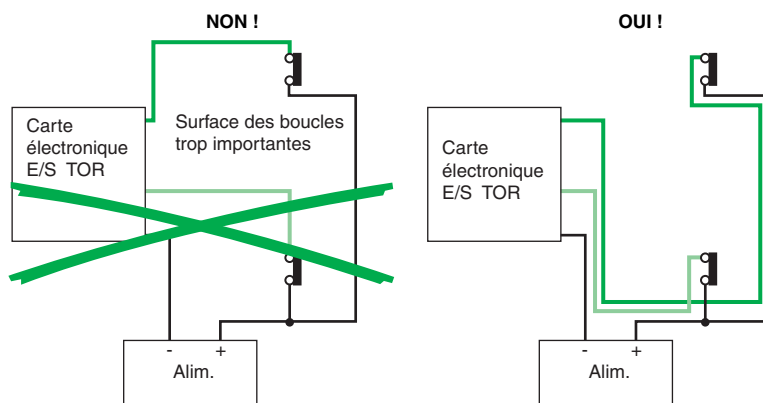 NON !
Carte
électronique
E/S TOR
Surface des boucles
trop importantes
- +
Alim.
OUI !
Carte
électronique
E/S TOR
- +
Alim.